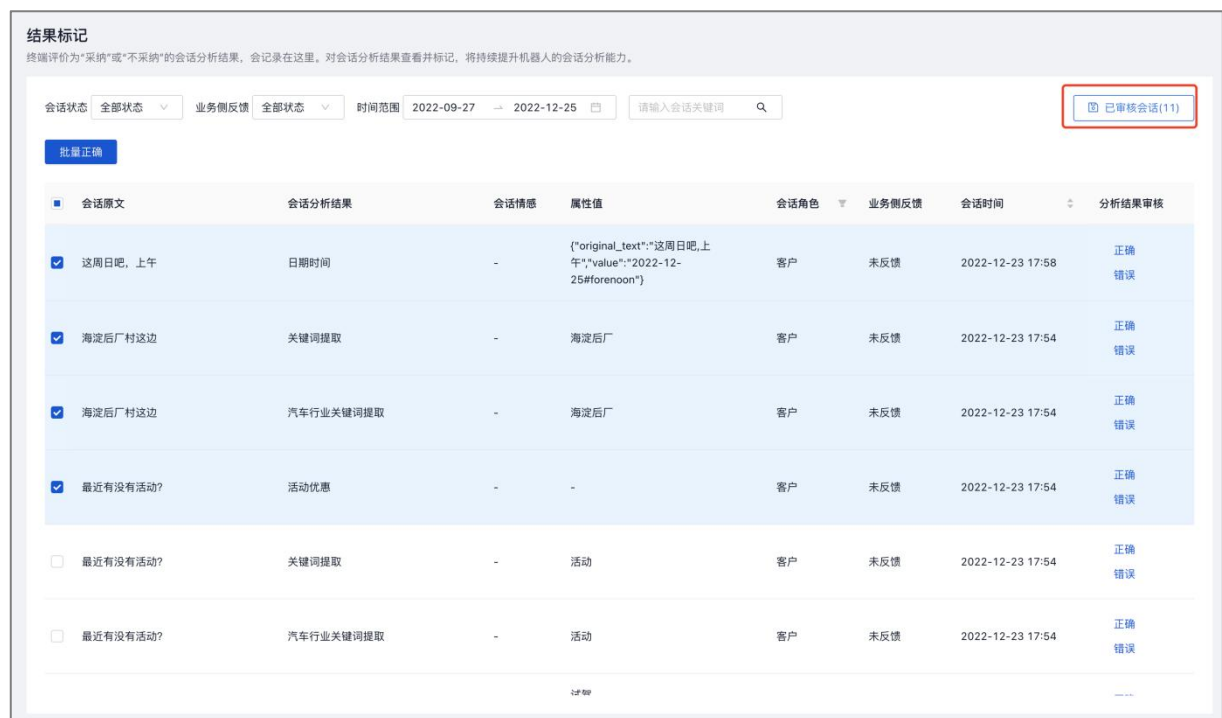 结果标记
终端评价为“采纳”或“不采纳”的会话分析结果，会记录在这里。对会话分析结果查看并标记，将持续提升机器人的会话分析能力。
会话状态 全部状态 业务侧反馈 全部状态 时间范围 2022-09-27 → 2022-12-25 请输入会话关键词 已审核会话(11)
批量正确
会话原文 会话分析结果 会话情感 属性值 会话角色 业务侧反馈 会话时间 分析结果审核
这周日吧，上午 日期时间 - {"original_text":"这周日吧,上午","value":"2022-12-25#forenoon"} 客户 未反馈 2022-12-23 17:58 正确 错误
海淀后厂村这边 关键词提取 - 海淀后厂 客户 未反馈 2022-12-23 17:54 正确 错误
海淀后厂村这边 汽车行业关键词提取 - 海淀后厂 客户 未反馈 2022-12-23 17:54 正确 错误
最近有没有活动? 活动优惠 - - 客户 未反馈 2022-12-23 17:54 正确 错误
最近有没有活动? 关键词提取 - 活动 客户 未反馈 2022-12-23 17:54 正确 错误
最近有没有活动? 汽车行业关键词提取 - 活动 客户 未反馈 2022-12-23 17:54 正确 错误